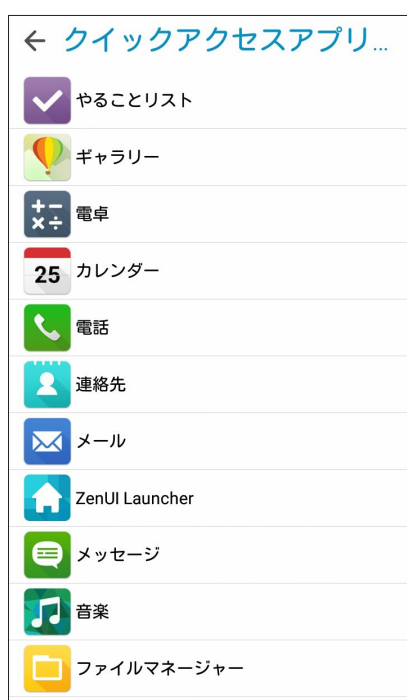 クイックアクセスアプリ...
やることリスト
ギャラリー
電卓
25
カレンダー
電話
連絡先
メール
ZenUI Launcher
メッセージ
音楽
ファイルマネージャー